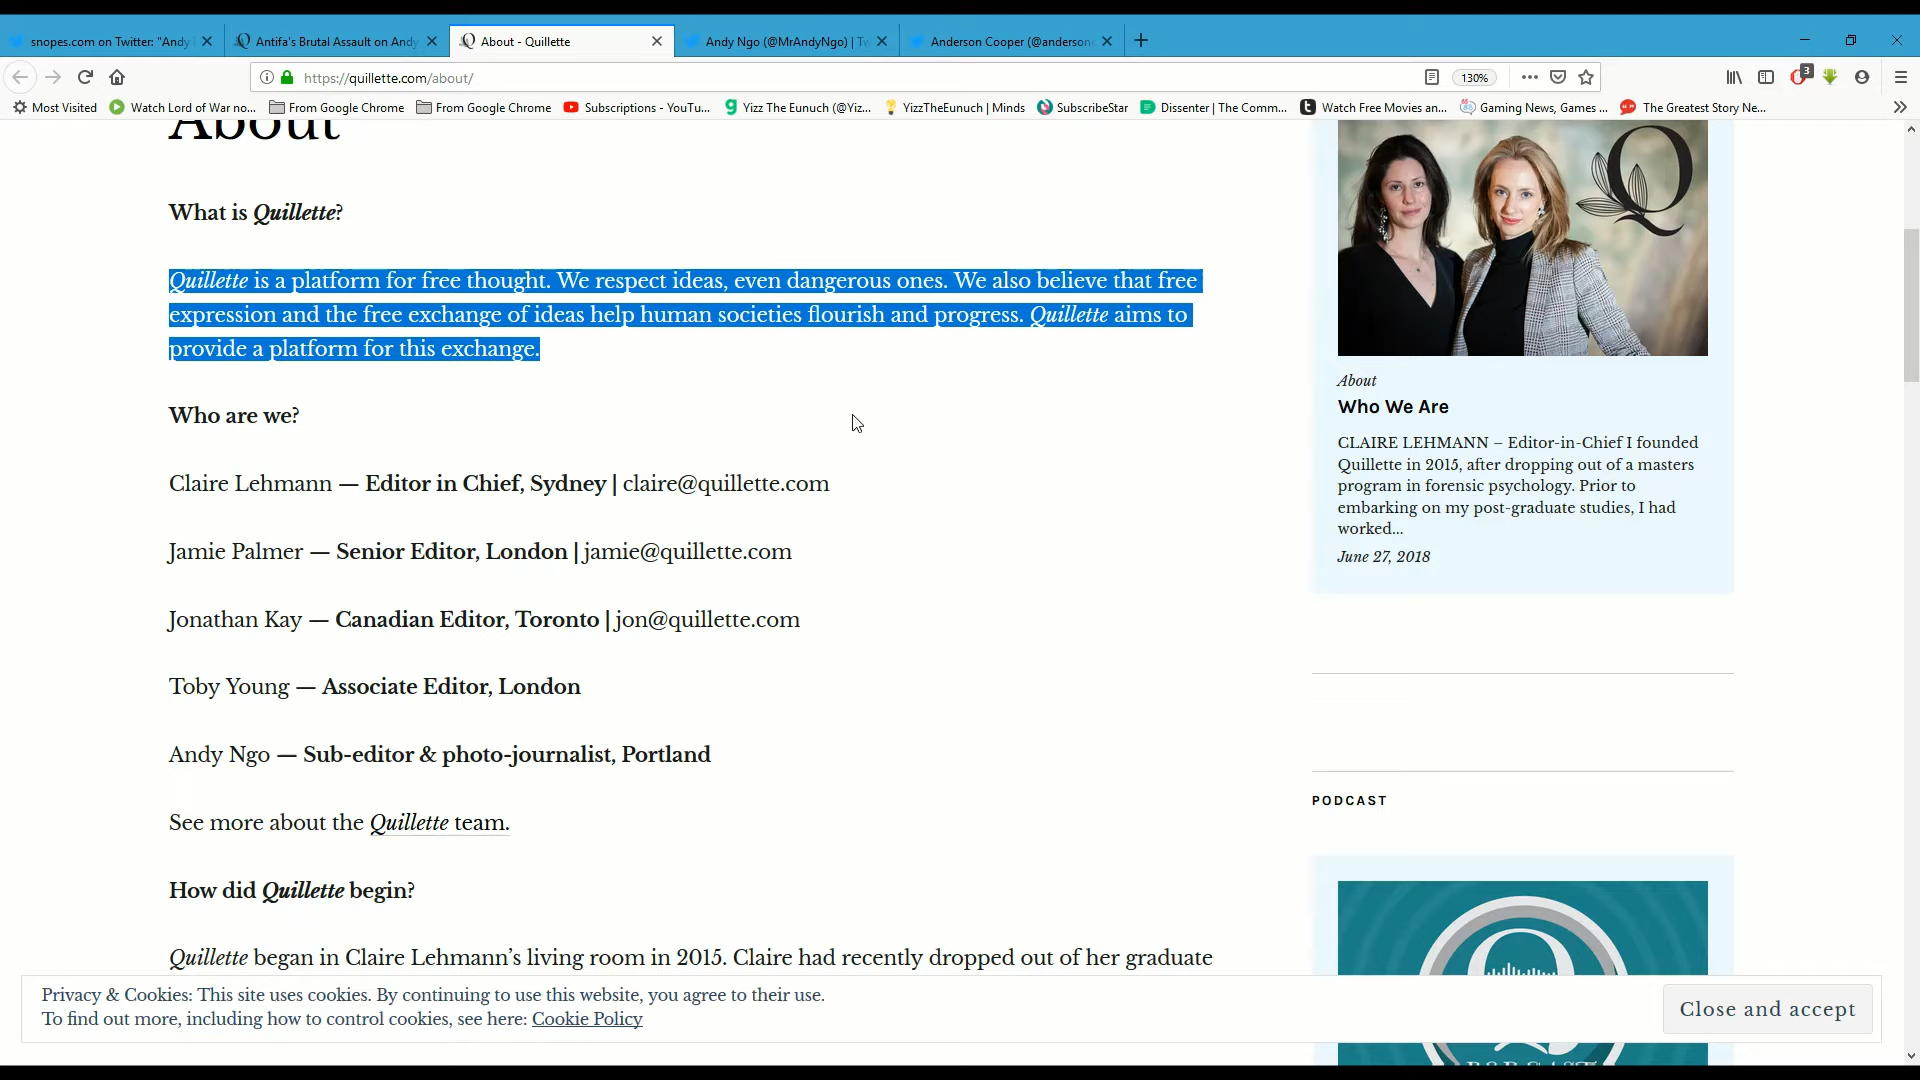 snopes.com on Twitter: "Andy
Antifa's Brutal Assault on Andy
About - Quillette
Andy Ngo (@MrAndyNgo) | Tw
Anderson Cooper (@anderson
https://quillette.com/about/
130%
3
Most Visited
Watch Lord of War no...
From Google Chrome
From Google Chrome
Subscriptions - YouTu...
Yizz The Eunuch (@Yiz...
YizzTheEunuch | Minds
SubscribeStar
Dissenter | The Comm...
Watch Free Movies an...
Gaming News, Games ...
The Greatest Story Ne...
About
What is Quillette?
Quillette is a platform for free thought. We respect ideas, even dangerous ones. We also believe that free
expression and the free exchange of ideas help human societies flourish and progress. Quillette aims to
provide a platform for this exchange.
Who are we?
Claire Lehmann — Editor in Chief, Sydney | claire@quillette.com
Jamie Palmer — Senior Editor, London | jamie@quillette.com
Jonathan Kay — Canadian Editor, Toronto | jon@quillette.com
Toby Young — Associate Editor, London
Andy Ngo — Sub-editor & photo-journalist, Portland
See more about the Quillette team.
How did Quillette begin?
Quillette began in Claire Lehmann’s living room in 2015. Claire had recently dropped out of her graduate
Q
About
Who We Are
CLAIRE LEHMANN – Editor-in-Chief I founded
Quillette in 2015, after dropping out of a masters
program in forensic psychology. Prior to
embarking on my post-graduate studies, I had
worked...
June 27, 2018
PODCAST
Q
PODCAST
Privacy & Cookies: This site uses cookies. By continuing to use this website, you agree to their use.
To find out more, including how to control cookies, see here: Cookie Policy
Close and accept